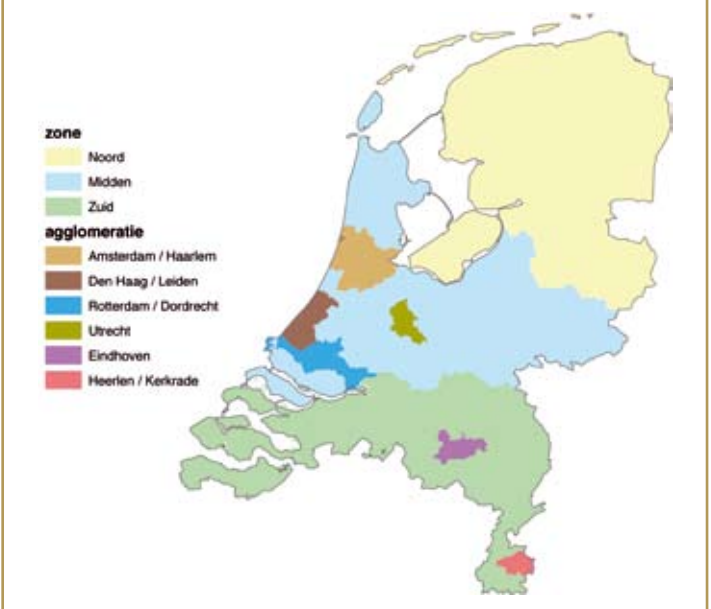 zone
Noord
Midden
Zuid
agglomeratie
Amsterdam / Haarlem
Den Haag / Leiden
Rotterdam / Dordrecht
Utrecht
Eindhoven
Heerlen / Kerkrade